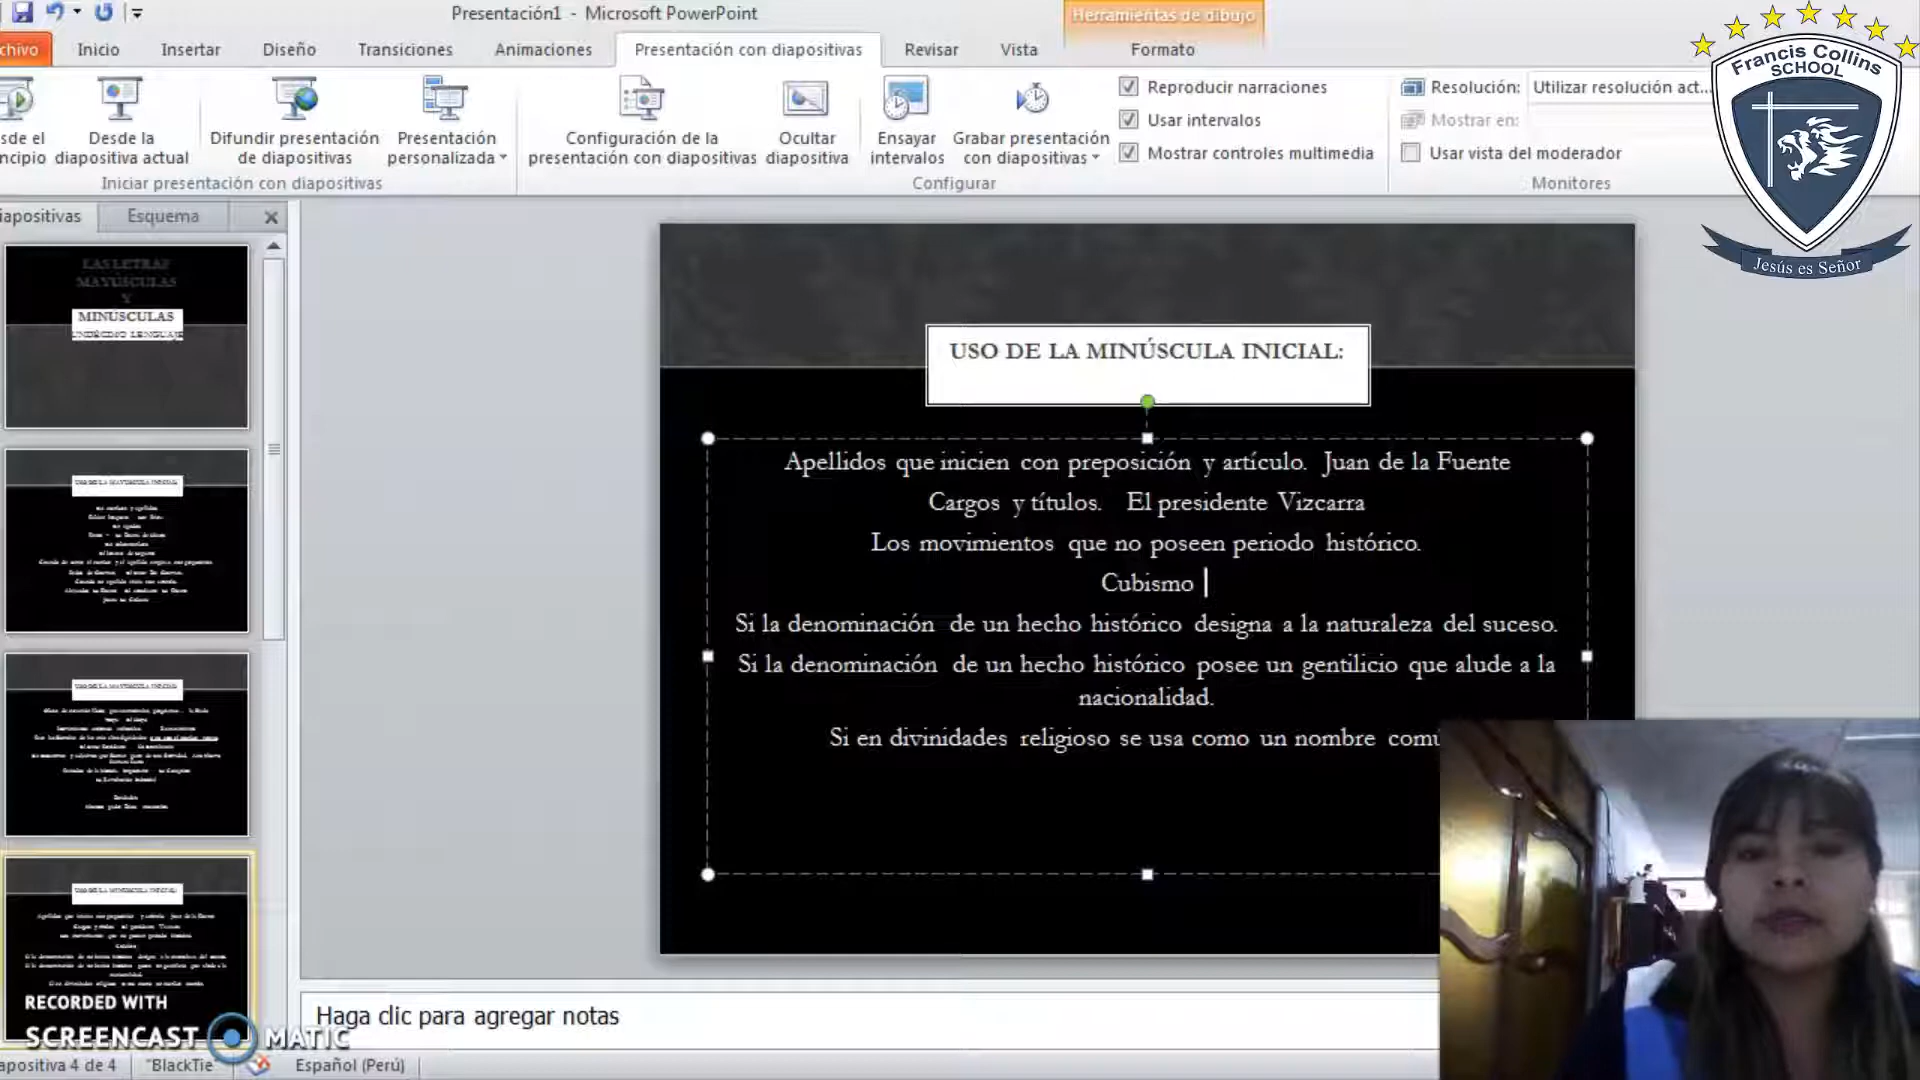 Presentación1 - Microsoft PowerPoint
Herramientas de dibujo
chivo
Inicio
Insertar
Diseño
Transiciones
Animaciones
Presentación con diapositivas
Revisar
Vista
Formato
sde el
ncipio
Desde la
diapositiva actual
Difundir presentación
de diapositivas
Presentación
personalizada
Iniciar presentación con diapositivas
Configuración de la
presentación con diapositivas
Ocultar
diapositiva
Ensayar
intervalos
Grabar presentación
con diapositivas
Reproducir narraciones
Usar intervalos
Mostrar controles multimedia
Configurar
Resolución:
Utilizar resolución act...
Mostrar en:
Usar vista del moderador
Monitores
Francis Collins
SCHOOL
Jesús es Señor
iapositivas
Esquema
LAS LETRAS
MAYÚSCULAS
Y
MINUSCULAS
UNDÉCIMO LENGUAJE
USO DE LA MINÚSCULA INICIAL:
Apellidos que inicien con preposición y artículo. Juan de la Fuente
Cargos y títulos. El presidente Vizcarra
Los movimientos que no poseen periodo histórico.
Cubismo
Si la denominación de un hecho histórico designa a la naturaleza del suceso.
Si la denominación de un hecho histórico posee un gentilicio que alude a la
nacionalidad.
Si en divinidades religioso se usa como un nombre comú
Haga clic para agregar notas
RECORDED WITH
SCREENCAST MATIC
apositiva 4 de 4
"BlackTie"
Español (Perú)